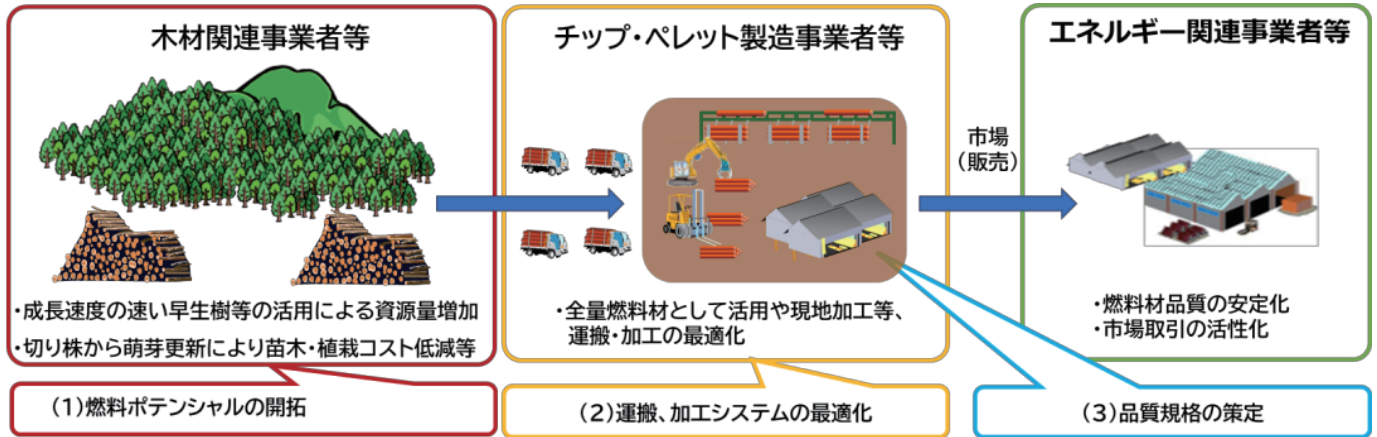 木材関連事業者等
・成長速度の速い早生樹等の活用による資源量増加
・切り株から萌芽更新により苗木・植栽コスト低減等
(1)燃料ポテンシャルの開拓
チップ・ペレット製造事業者等
・全量燃料材として活用や現地加工等、
運搬・加工の最適化
(2)運搬、加工システムの最適化
市場
(販売)
エネルギー関連事業者等
・燃料材品質の安定化
・市場取引の活性化
(3)品質規格の策定